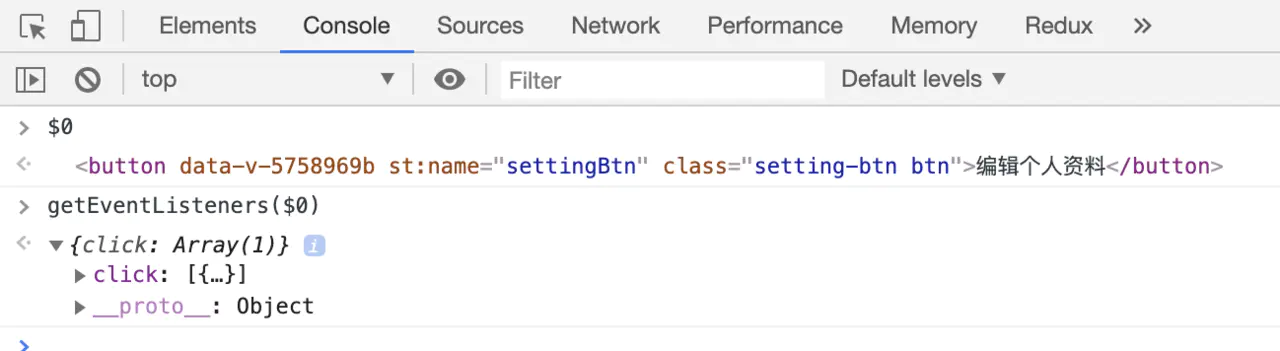 Elements Console Sources Network Performance Memory Redux »
top Filter Default levels ▼
> $0
<button data-v-5758969b st:name="settingBtn" class="setting-btn btn">编辑个人资料</button>
> getEventListeners($0)
▼{click: Array(1)} i
▶click: [{…}]
▶__proto__: Object
>